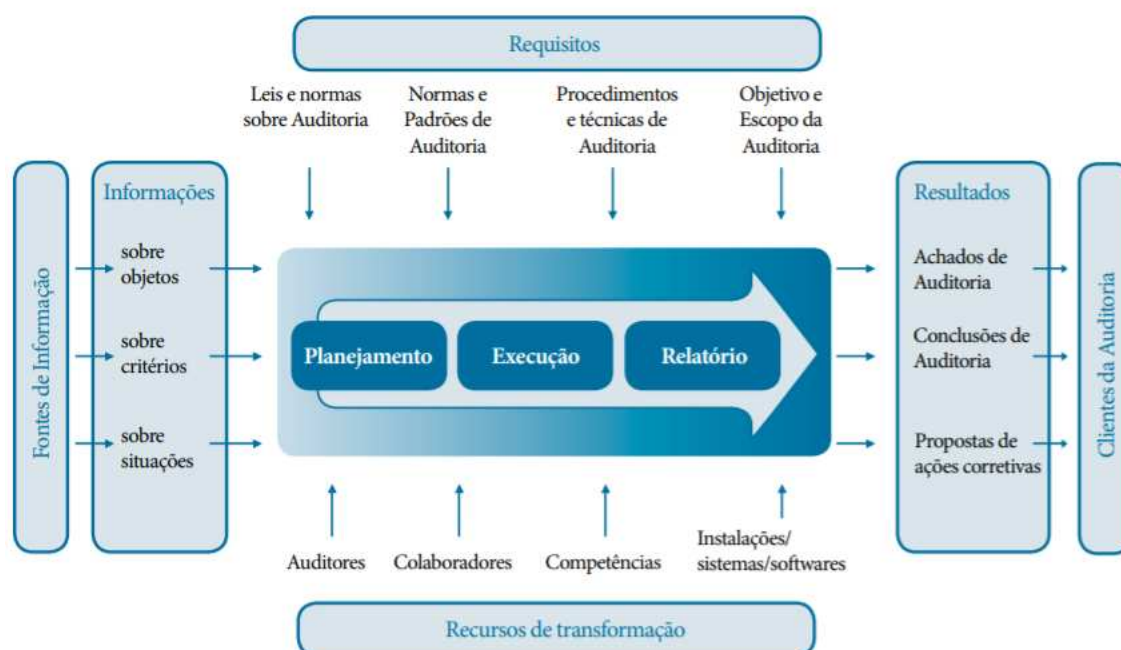 Requisitos
Leis e normas
sobre Auditoria
Normas e
Padrões de
Auditoria
Procedimentos
e técnicas de
Auditoria
Objetivo e
Escopo da
Auditoria
Fontes de Informação
Informações
sobre
objetos
sobre
critérios
sobre
situações
Planejamento
Execução
Relatório
Resultados
Achados de
Auditoria
Conclusões de
Auditoria
Propostas de
ações corretivas
Clientes da Auditoria
Auditores
Colaboradores
Competências
Instalações/
sistemas/softwares
Recursos de transformação